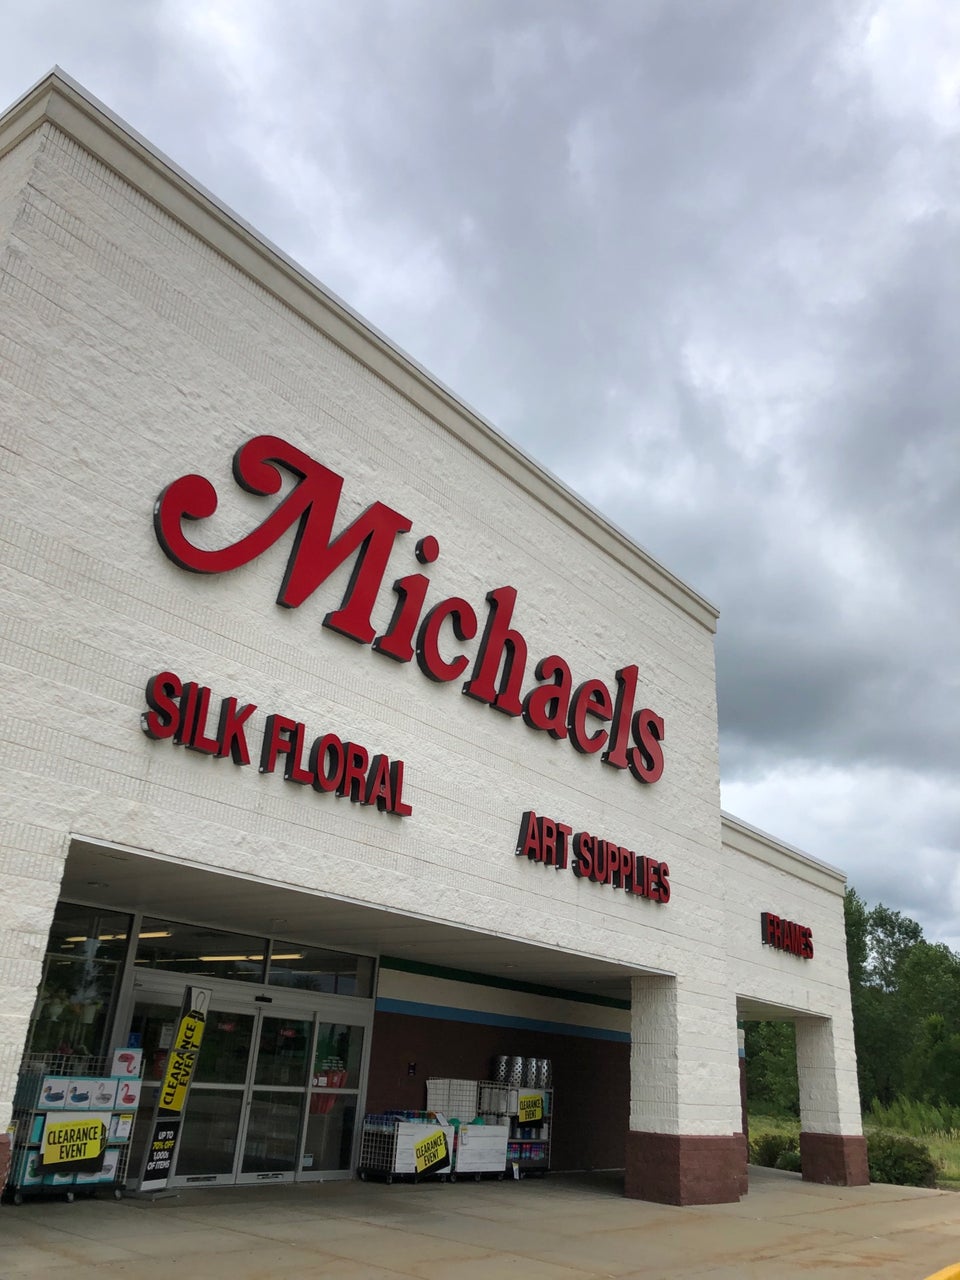 Michaels
SILK FLORAL
ART SUPPLIES
FRAMES
CLEARANCE
EVENT
UP TO
70% OFF
1,000s
OF ITEMS
CLEARANCE
EVENT
CLEARANCE
EVENT
CLEARANCE
EVENT